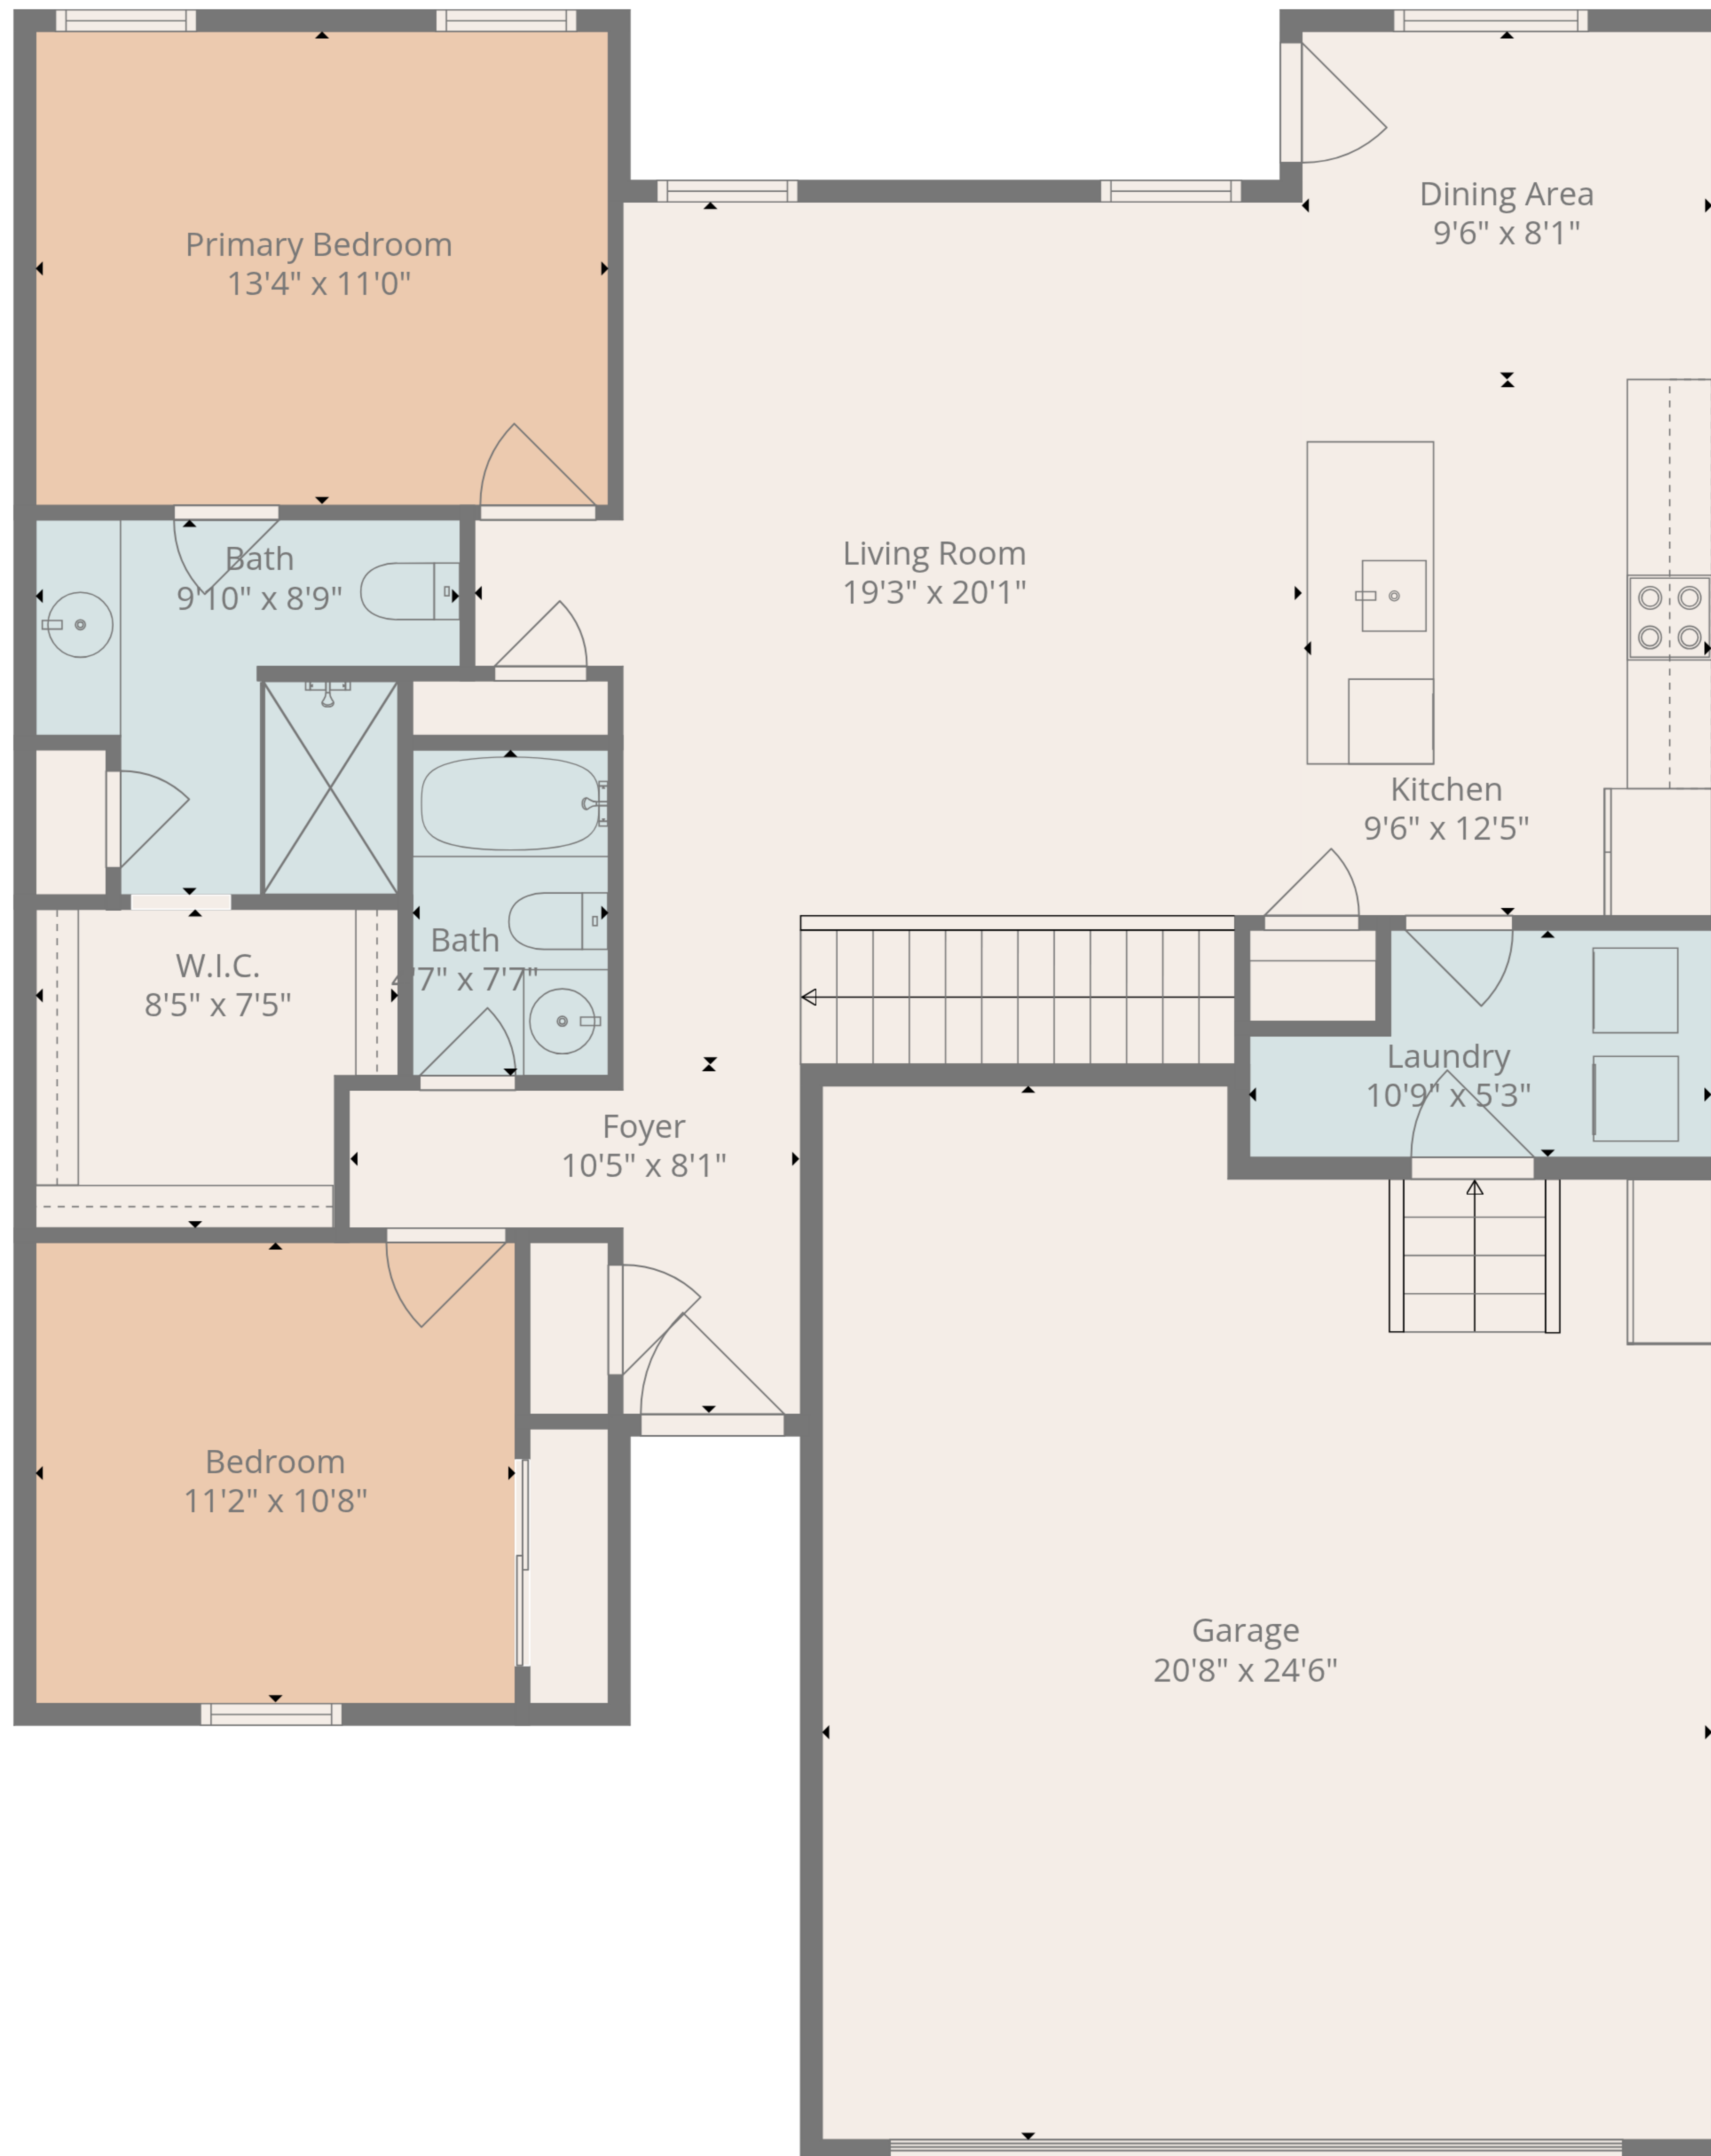 Dining Area
9'6" x 8'1"
Primary Bedroom
13'4" x 11'0"
Living Room
19'3" x 20'1"
Bath
9'10" x 8'9"
Kitchen
9'6" x 12'5"
Bath
4'7" x 7'7"
W.I.C.
8'5" x 7'5"
Laundry
10'9" x 5'3"
Foyer
10'5" x 8'1"
Bedroom
11'2" x 10'8"
Garage
20'8" x 24'6"